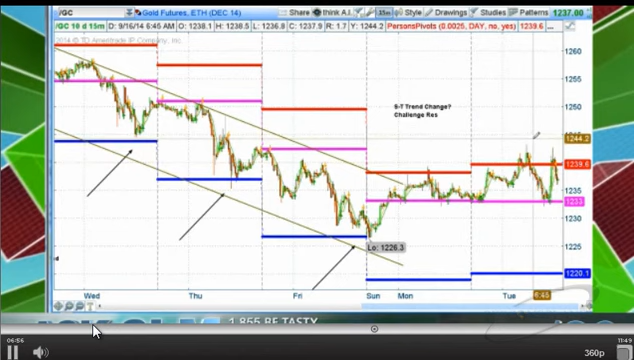 /GC Gold Futures, ETH (DEC 14) Share think A.I. 15m Style Drawings Studies Patterns 1237.00
/GC 10 d 15m D: 9/16/14 6:45 AM O: 1238.1 H: 1238.5 L: 1236.8 C: 1237.9 R: 1.7 Y: 1244.2 PersonsPivots (0.0025, DAY, no, yes) 1239.6 ...
2014 © TD Ameritrade IP Company, Inc.
1260
1255
S-T Trend Change?
Challenge Res
1250
1244.2
1239.6
1235
1233
1230
1225
Lo: 1226.3
1220.1
Wed Thu Fri Sun Mon Tue 6:45
1.855.BE.TASTY
06:56 11:49
360p